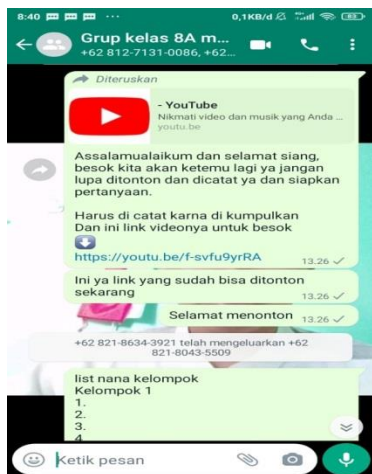 8:40 ... 0,1KB/d
Grup kelas 8A m...
+62 812-7131-0086, +62...
Diteruskan
- YouTube
Nikmati video dan musik yang Anda ...
youtu.be
Assalamualaikum dan selamat siang,
besok kita akan ketemu lagi ya jangan
lupa ditonton dan dicatat ya dan siapkan
pertanyaan.
Harus di catat karna di kumpulkan
Dan ini link videonya untuk besok
https://youtu.be/f-svfu9yrRA 13.26
Ini ya link yang sudah bisa ditonton
sekarang 13.26
Selamat menonton 13.26
+62 821-8634-3921 telah mengeluarkan +62
821-8043-5509
list nana kelompok
Kelompok 1
1.
2.
3.
4
Ketik pesan